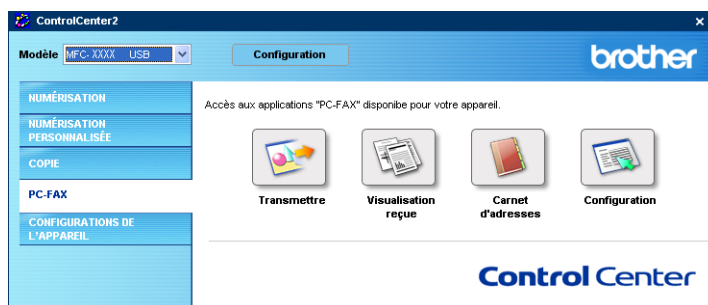 ControlCenter2
Modèle MFC-XXXX USB
Configuration
brother
NUMÉRISATION
NUMÉRISATION
PERSONNALISÉE
COPIE
PC-FAX
CONFIGURATIONS DE
L'APPAREIL
Accès aux applications "PC-FAX" disponibe pour votre appareil.
Transmettre
Visualisation
reçue
Carnet
d'adresses
Configuration
Control Center